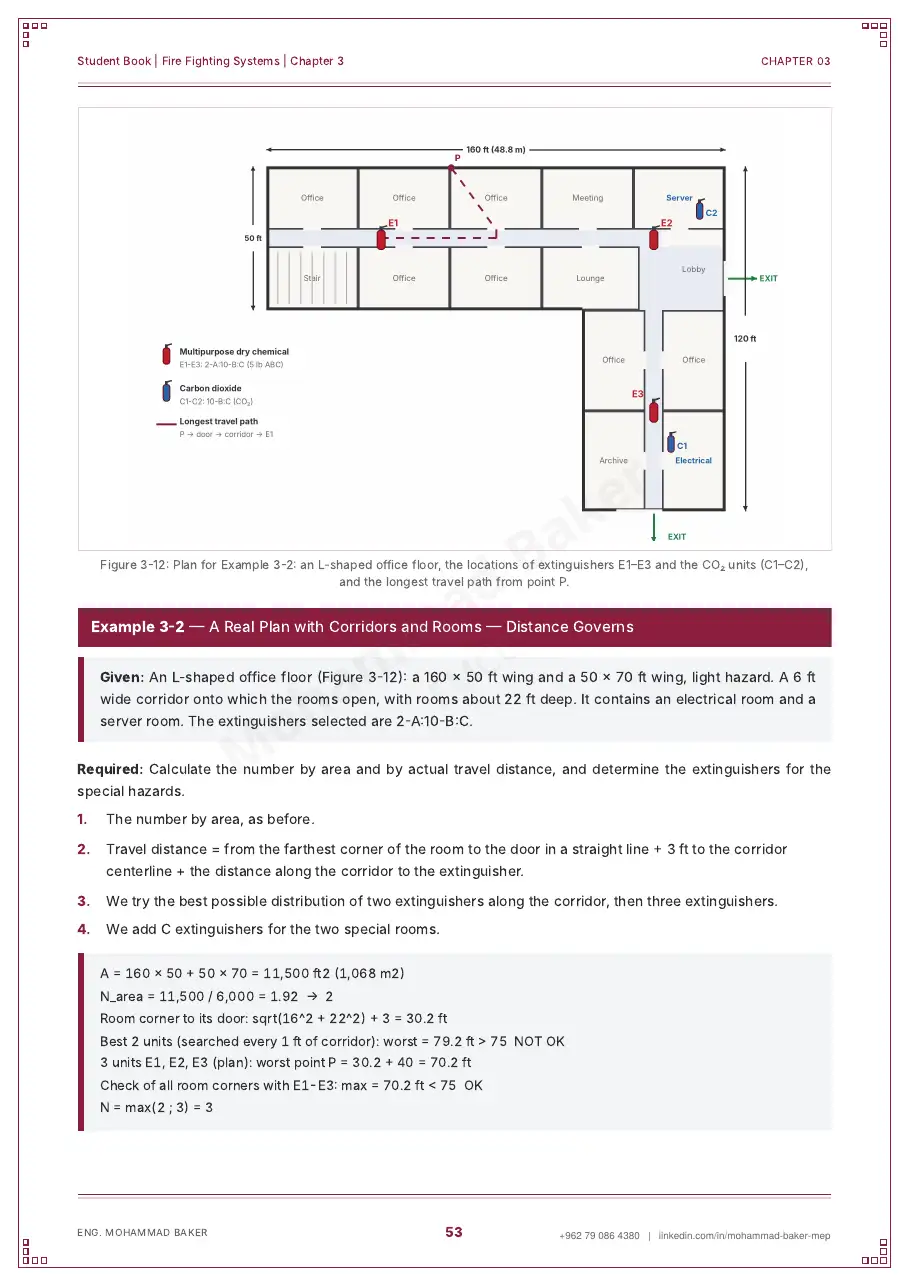 Student Book | Fire Fighting Systems | Chapter 3
CHAPTER 03
160 ft (48.8 m)
P
Office
Office
Office
Meeting
Server
C2
E1
E2
50 ft
Stair
Office
Office
Lounge
Lobby
EXIT
120 ft
Multipurpose dry chemical
E1-E3: 2-A:10-B:C (5 lb ABC)
Carbon dioxide
C1-C2: 10-B:C (CO₂)
Longest travel path
P → door → corridor → E1
Office
Office
E3
C1
Archive
Electrical
EXIT
Figure 3-12: Plan for Example 3-2: an L-shaped office floor, the locations of extinguishers E1–E3 and the CO₂ units (C1–C2),
and the longest travel path from point P.
Example 3-2 — A Real Plan with Corridors and Rooms — Distance Governs
Given: An L-shaped office floor (Figure 3-12): a 160 × 50 ft wing and a 50 × 70 ft wing, light hazard. A 6 ft
wide corridor onto which the rooms open, with rooms about 22 ft deep. It contains an electrical room and a
server room. The extinguishers selected are 2-A:10-B:C.
Required: Calculate the number by area and by actual travel distance, and determine the extinguishers for the
special hazards.
1. The number by area, as before.
2. Travel distance = from the farthest corner of the room to the door in a straight line + 3 ft to the corridor
centerline + the distance along the corridor to the extinguisher.
3. We try the best possible distribution of two extinguishers along the corridor, then three extinguishers.
4. We add C extinguishers for the two special rooms.
A = 160 × 50 + 50 × 70 = 11,500 ft2 (1,068 m2)
N_area = 11,500 / 6,000 = 1.92 → 2
Room corner to its door: sqrt(16^2 + 22^2) + 3 = 30.2 ft
Best 2 units (searched every 1 ft of corridor): worst = 79.2 ft > 75 NOT OK
3 units E1, E2, E3 (plan): worst point P = 30.2 + 40 = 70.2 ft
Check of all room corners with E1-E3: max = 70.2 ft < 75 OK
N = max(2 ; 3) = 3
ENG. MOHAMMAD BAKER
53
+962 79 086 4380 | linkedin.com/in/mohammad-baker-mep